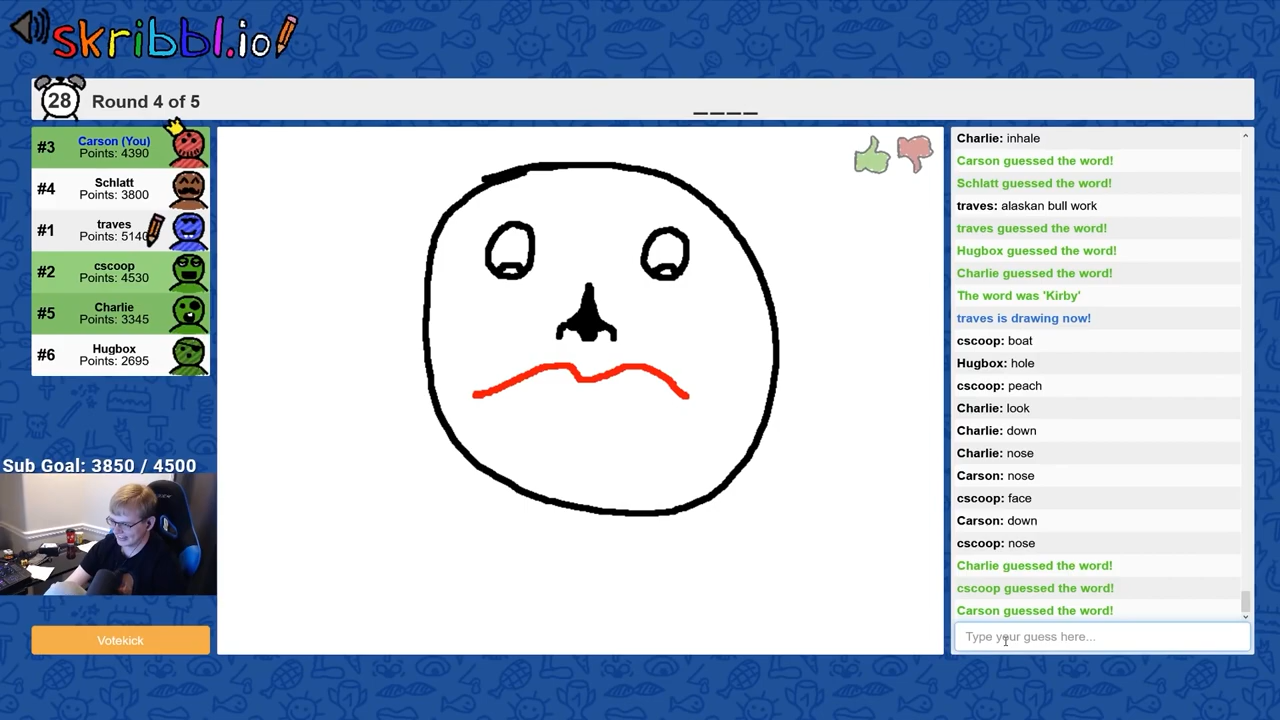 skribbl.io
28
Round 4 of 5
____
#3
Carson (You)
Points: 4390
#4
Schlatt
Points: 3800
#1
traves
Points: 5140
#2
cscoop
Points: 4530
#5
Charlie
Points: 3345
#6
Hugbox
Points: 2695
Sub Goal: 3850 / 4500
Votekick
Charlie: inhale
Carson guessed the word!
Schlatt guessed the word!
traves: alaskan bull work
traves guessed the word!
Hugbox guessed the word!
Charlie guessed the word!
The word was 'Kirby'
traves is drawing now!
cscoop: boat
Hugbox: hole
cscoop: peach
Charlie: look
Charlie: down
Charlie: nose
Carson: nose
cscoop: face
Carson: down
cscoop: nose
Charlie guessed the word!
cscoop guessed the word!
Carson guessed the word!
Type your guess here...